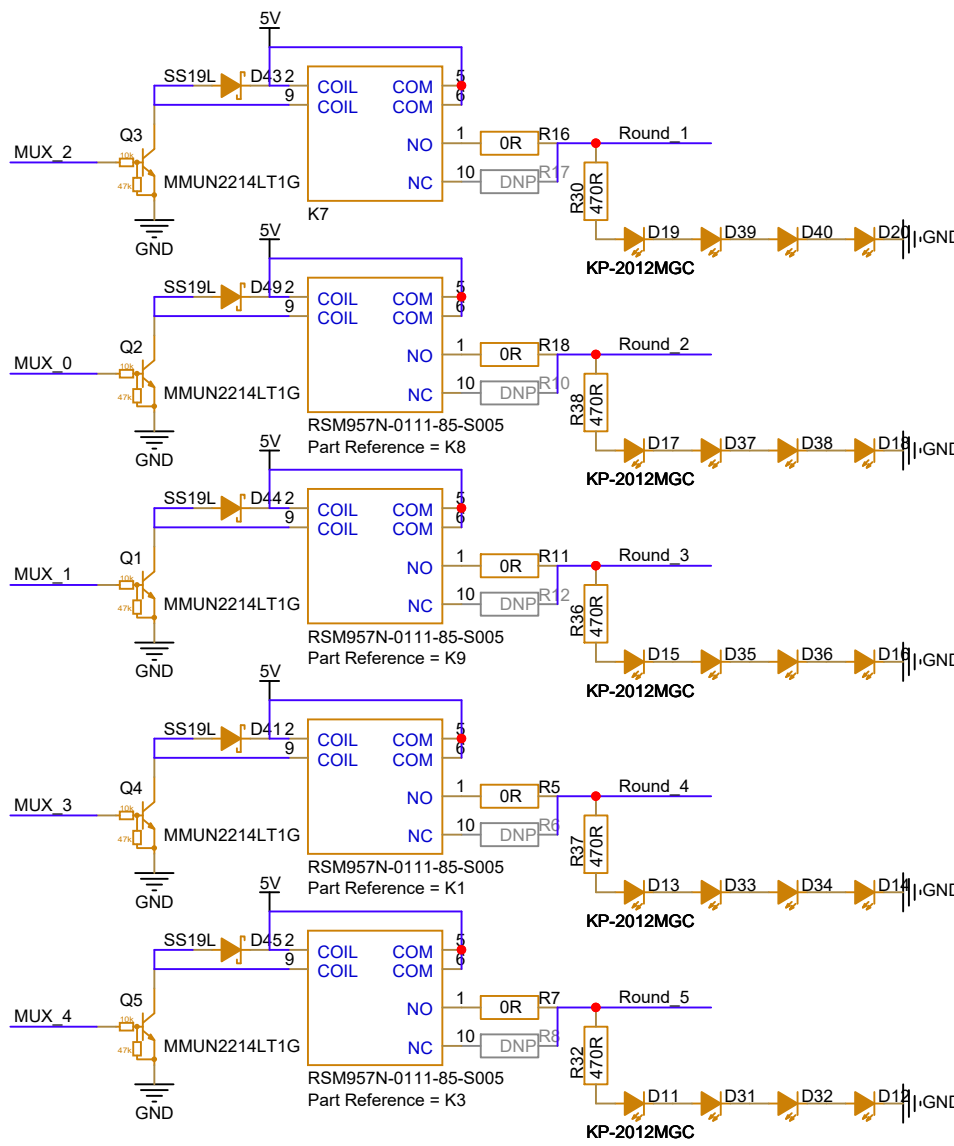 5V
SS19L D43 2 COIL COM 5
9 COIL COM 6
Q3
MUX_2 10k NO 1 0R R16 Round_1
47k MMUN2214LT1G NC 10 DNP R17
R30 470R
K7
GND
D19 D39 D40 D20 GND
KP-2012MGC
5V
SS19L D49 2 COIL COM 5
9 COIL COM 6
Q2
MUX_0 10k NO 1 0R R18 Round_2
47k MMUN2214LT1G NC 10 DNP R10
R38 470R
RSM957N-0111-85-S005
Part Reference = K8
GND
D17 D37 D38 D18 GND
KP-2012MGC
5V
SS19L D44 2 COIL COM 5
9 COIL COM 6
Q1
MUX_1 10k NO 1 0R R11 Round_3
47k MMUN2214LT1G NC 10 DNP R12
R36 470R
RSM957N-0111-85-S005
Part Reference = K9
GND
D15 D35 D36 D16 GND
KP-2012MGC
5V
SS19L D41 2 COIL COM 5
9 COIL COM 6
Q4
MUX_3 10k NO 1 0R R5 Round_4
47k MMUN2214LT1G NC 10 DNP R6
R37 470R
RSM957N-0111-85-S005
Part Reference = K1
GND
D13 D33 D34 D14 GND
KP-2012MGC
5V
SS19L D45 2 COIL COM 5
9 COIL COM 6
Q5
MUX_4 10k NO 1 0R R7 Round_5
47k MMUN2214LT1G NC 10 DNP R8
R32 470R
RSM957N-0111-85-S005
Part Reference = K3
GND
D11 D31 D32 D12 GND
KP-2012MGC